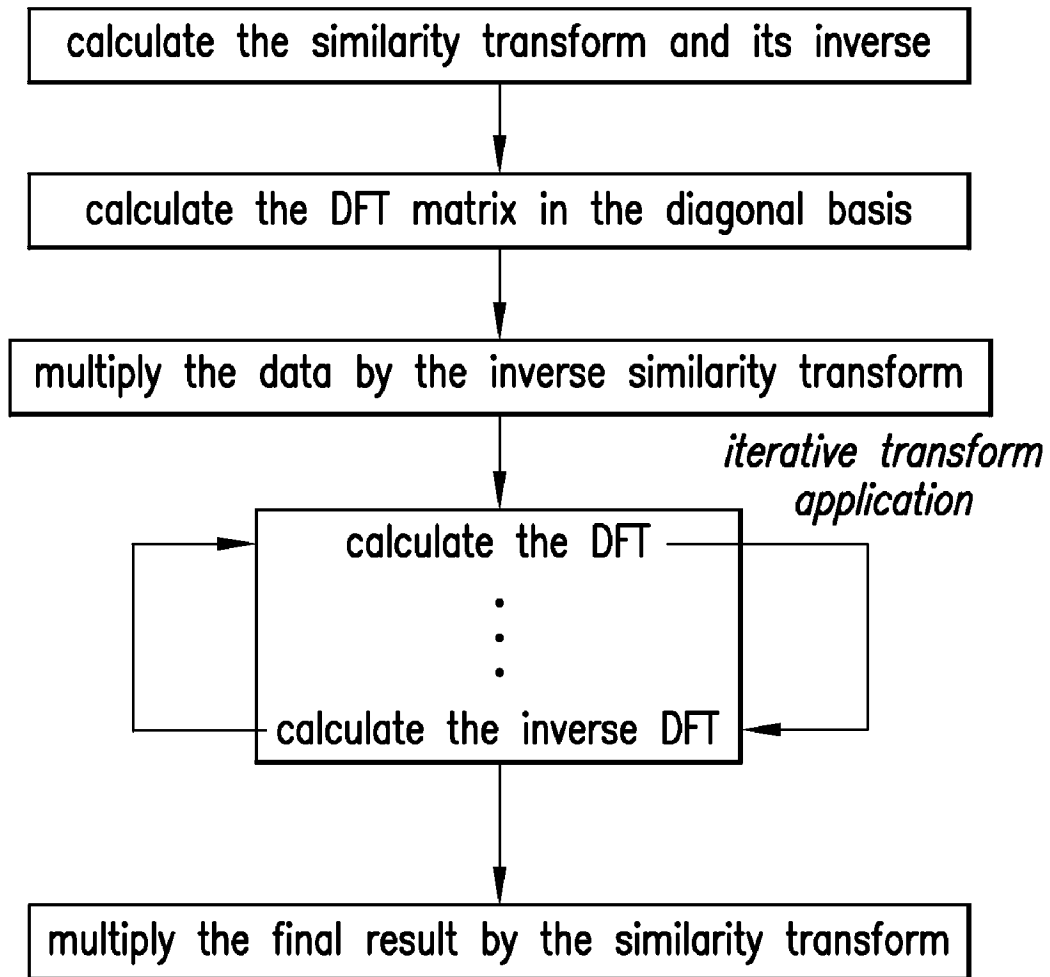 calculate the similarity transform and its inverse
calculate the DFT matrix in the diagonal basis
multiply the data by the inverse similarity transform
iterative transform
application
calculate the DFT
calculate the inverse DFT
multiply the final result by the similarity transform